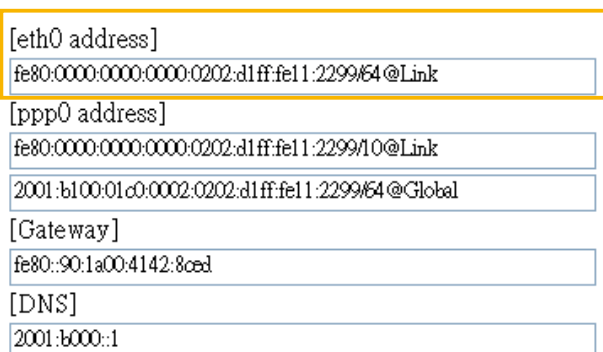 [eth0 address]
fe80:0000:0000:0000:0202:d1ff:fe11:2299/64@Link
[ppp0 address]
fe80:0000:0000:0000:0202:d1ff:fe11:2299/10@Link
2001:b100:01c0:0002:0202:d1ff:fe11:2299/64@Global
[Gateway]
fe80::90:1a00:4142:8ced
[DNS]
2001:b000::1